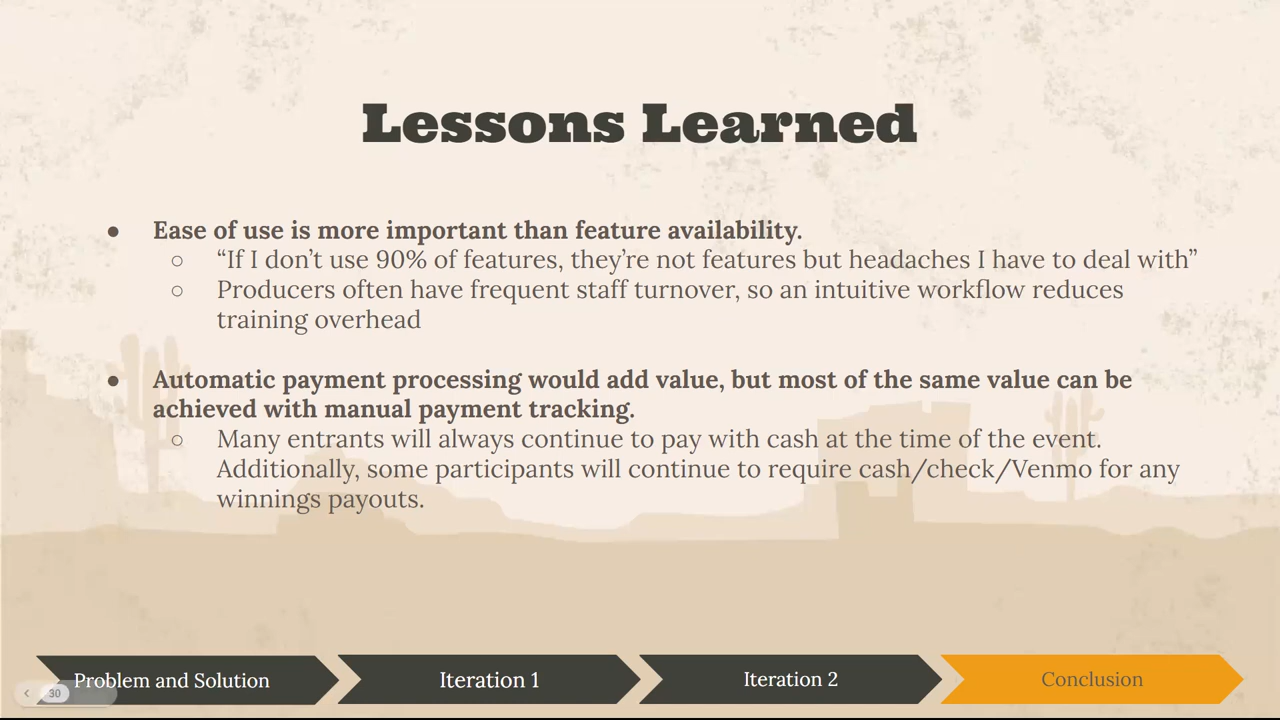 Lessons Learned
● Ease of use is more important than feature availability.
○ “If I don’t use 90% of features, they’re not features but headaches I have to deal with”
○ Producers often have frequent staff turnover, so an intuitive workflow reduces
training overhead
● Automatic payment processing would add value, but most of the same value can be
achieved with manual payment tracking.
○ Many entrants will always continue to pay with cash at the time of the event.
Additionally, some participants will continue to require cash/check/Venmo for any
winnings payouts.
Problem and Solution
Iteration 1
Iteration 2
Conclusion
30